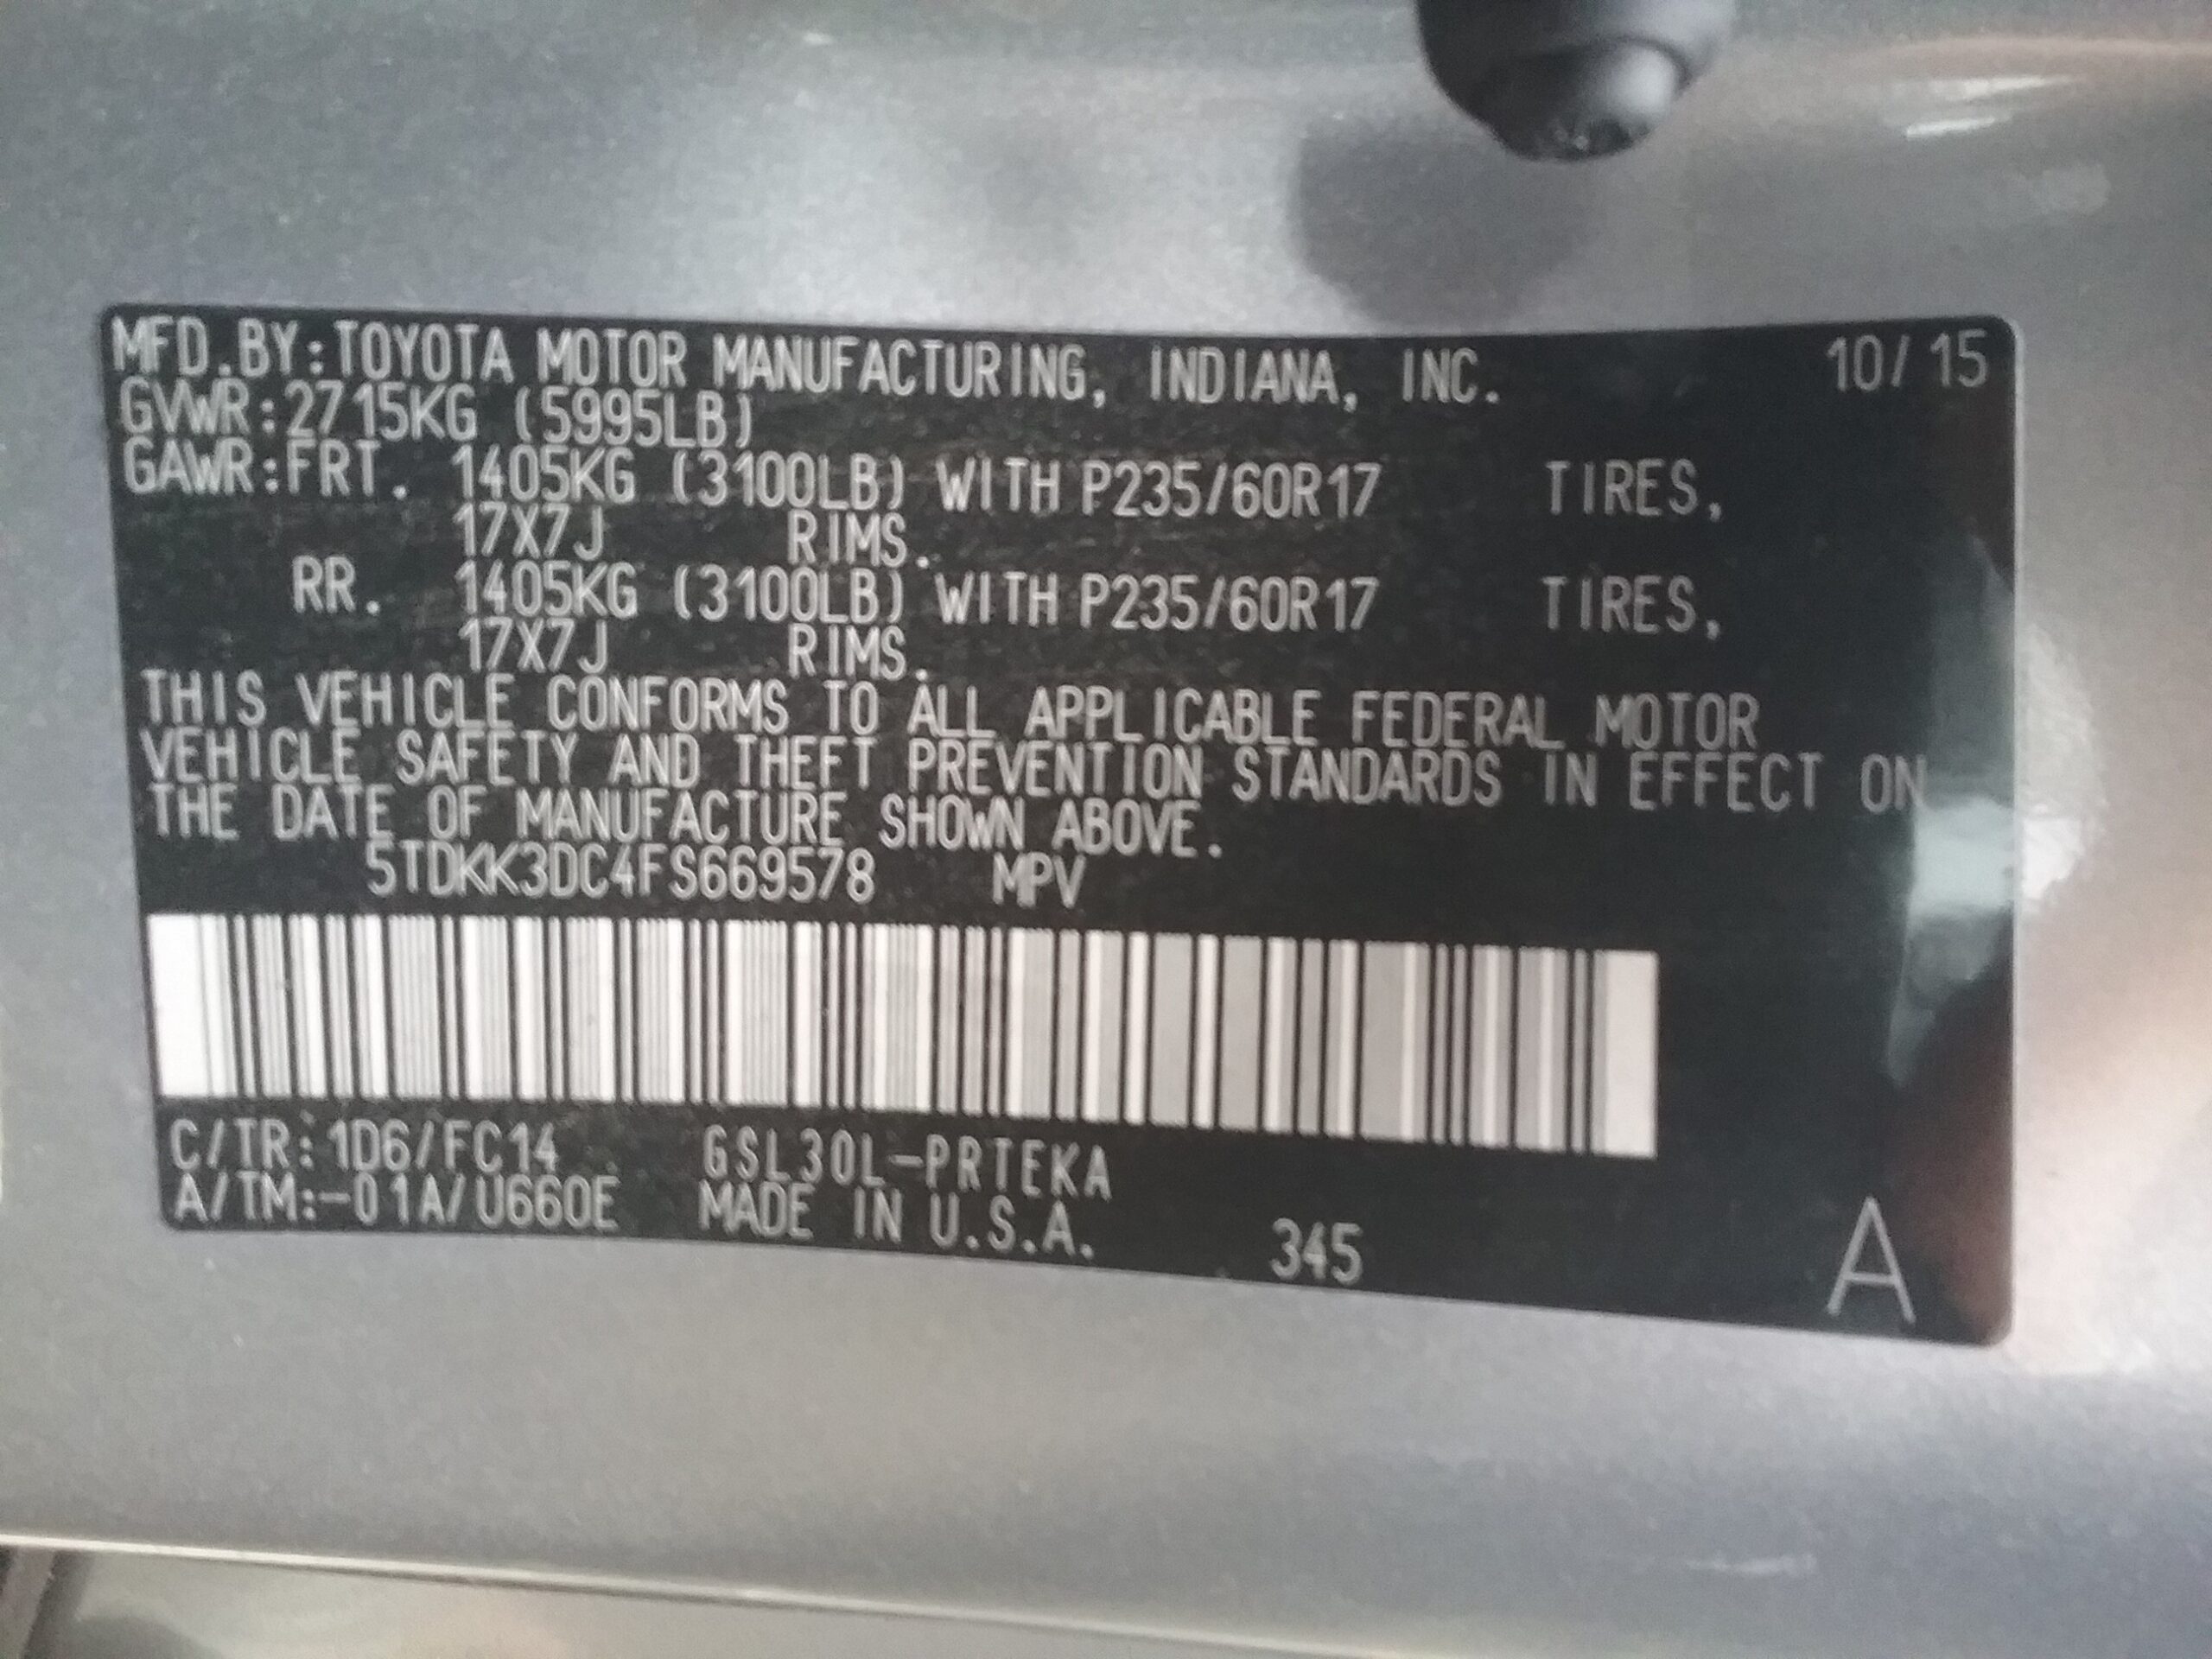 MFD.BY:TOYOTA MOTOR MANUFACTURING, INDIANA, INC. 10/15
GVWR:2715KG (5995LB)
GAWR:FRT. 1405KG (3100LB) WITH P235/60R17 TIRES,
17X7J RIMS.
RR. 1405KG (3100LB) WITH P235/60R17 TIRES,
17X7J RIMS.
THIS VEHICLE CONFORMS TO ALL APPLICABLE FEDERAL MOTOR
VEHICLE SAFETY AND THEFT PREVENTION STANDARDS IN EFFECT ON
THE DATE OF MANUFACTURE SHOWN ABOVE.
5TDKK3DC4FS669578 MPV
C/TR:1D6/FC14 GSL30L-PRTEKA
A/TM:-01A/U660E MADE IN U.S.A. 345 A